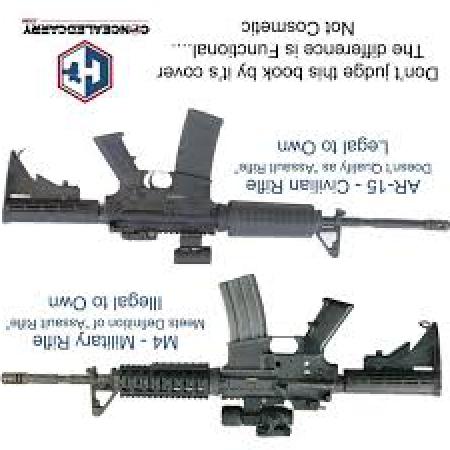 M4 - Military Rifle
Meets Definition of "Assault Rifle"
Illegal to Own
AR-15 - Civilian Rifle
Doesn't Qualify as "Assault Rifle"
Legal to Own
Don't judge this book by it's cover
The difference is Functional....
Not Cosmetic
CONCEALEDCARRY